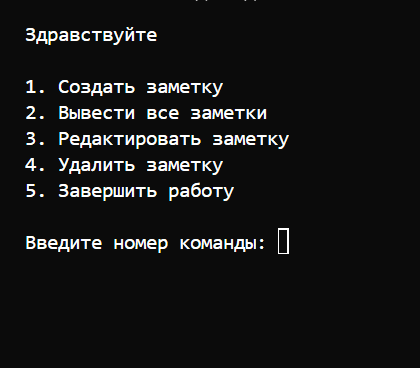 Здравствуйте
1. Создать заметку
2. Вывести все заметки
3. Редактировать заметку
4. Удалить заметку
5. Завершить работу
Введите номер команды: